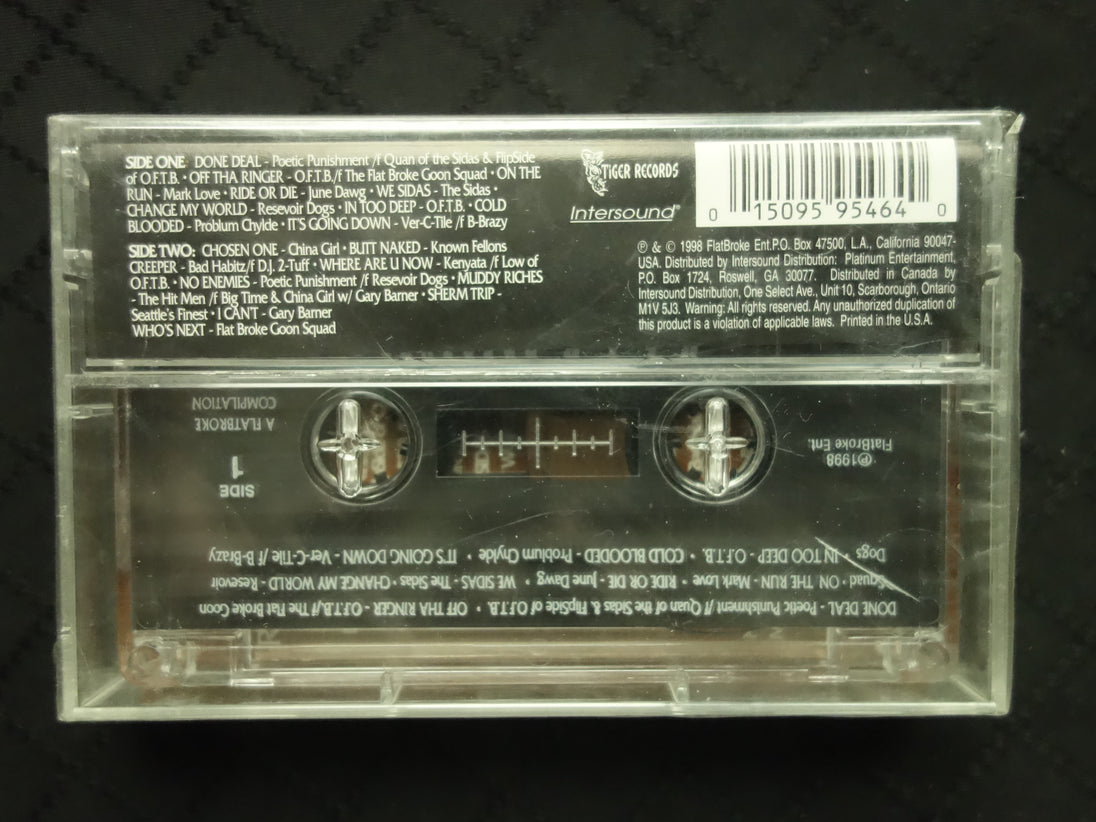 SIDE ONE DONE DEAL - Poetic Punishment /f Quan of the Sidas & FlipSide
of O.F.T.B. • OFF THA RINGER - O.F.T.B./f The Flat Broke Goon Squad • ON THE
RUN - Mark Love • RIDE OR DIE - June Dawg • WE SIDAS - The Sidas •
CHANGE MY WORLD - Resevoir Dogs • IN TOO DEEP - O.F.T.B. • COLD
BLOODED - Problum Chylde • IT'S GOING DOWN - Ver-C-Tile /f B-Brazy
SIDE TWO: CHOSEN ONE - China Girl • BUTT NAKED - Known Fellons
CREEPER - Bad Habitz/f D.J. 2-Tuff • WHERE ARE U NOW - Kenyata /f Low of
O.F.T.B. • NO ENEMIES - Poetic Punishment /f Resevoir Dogs • MUDDY RICHES
- The Hit Men /f Big Time & China Girl w/ Gary Barner • SHERM TRIP -
Seattle's Finest • I CAN'T - Gary Barner
WHO'S NEXT - Flat Broke Goon Squad
TIGER RECORDS
Intersound®
0 15095 95464 0
℗ & © 1998 FlatBroke Ent.P.O. Box 47500, L.A., California 90047-
USA. Distributed by Intersound Distribution: Platinum Entertainment,
P.O. Box 1724, Roswell, GA 30077. Distributed in Canada by
Intersound Distribution, One Select Ave., Unit 10, Scarborough, Ontario
M1V 5J3. Warning: All rights reserved. Any unauthorized duplication of
this product is a violation of applicable laws. Printed in the U.S.A.
DONE DEAL - Poetic Punishment /f Quan of the Sidas & FlipSide of O.F.T.B. • OFF THA RINGER - O.F.T.B./f The Flat Broke Goon
Squad • ON THE RUN - Mark Love • RIDE OR DIE - June Dawg • WE SIDAS - The Sidas • CHANGE MY WORLD - Resevoir
Dogs • IN TOO DEEP - O.F.T.B. • COLD BLOODED - Problum Chylde • IT'S GOING DOWN - Ver-C-Tile /f B-Brazy
SIDE
1
A FLATBROKE
COMPILATION
℗1998
FlatBroke Ent.